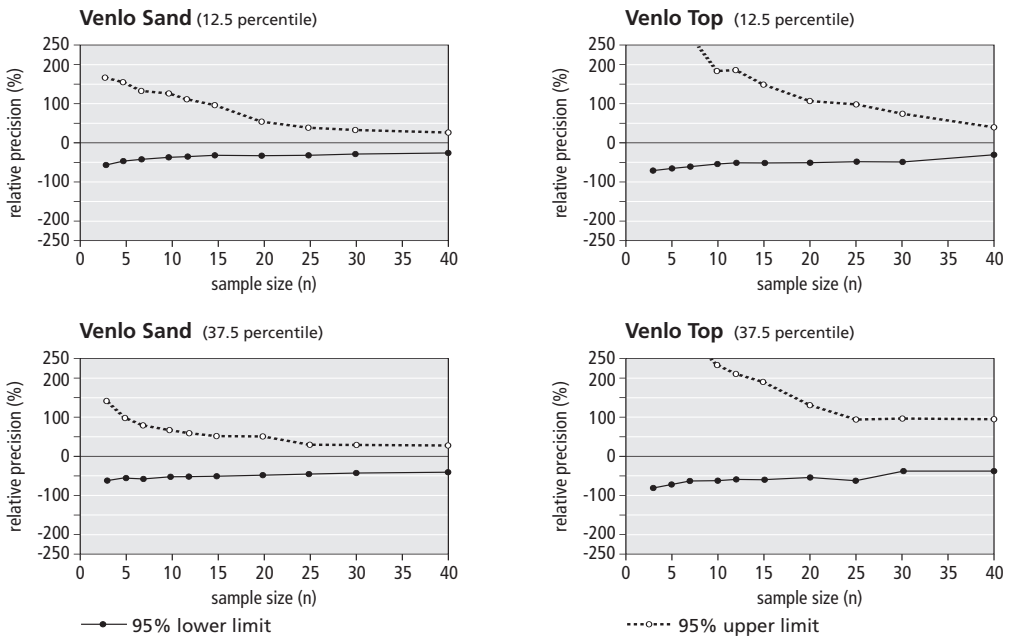 Venlo Sand (12.5 percentile)
relative precision (%)
250
200
100
0
-100
-200
-250
0 5 10 15 20 25 30 35 40
sample size (n)
Venlo Top (12.5 percentile)
relative precision (%)
250
200
100
0
-100
-200
-250
0 5 10 15 20 25 30 35 40
sample size (n)
Venlo Sand (37.5 percentile)
relative precision (%)
250
200
100
0
-100
-200
-250
0 5 10 15 20 25 30 35 40
sample size (n)
Venlo Top (37.5 percentile)
relative precision (%)
250
200
100
0
-100
-200
-250
0 5 10 15 20 25 30 35 40
sample size (n)
95% lower limit
95% upper limit